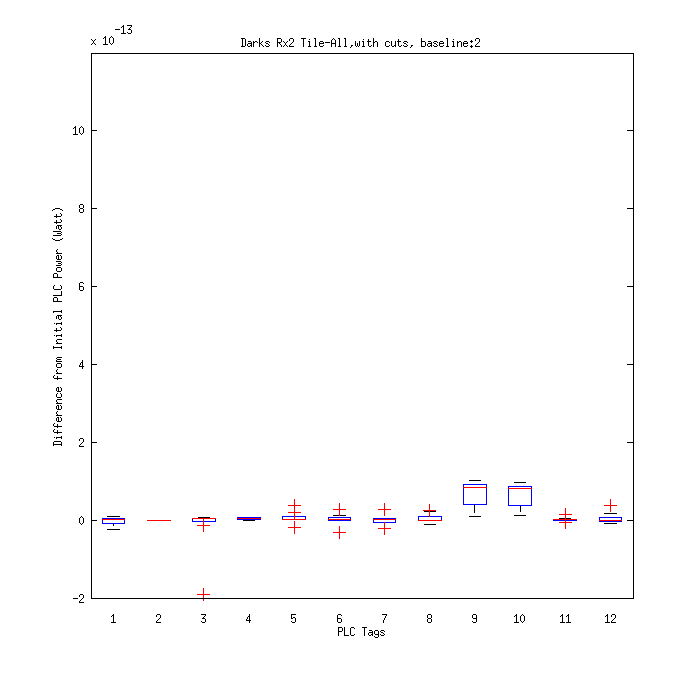 x 10-13
Darks Rx2 Tile-All,with cuts, baseline:2
10
8
6
4
2
0
-2
Difference from Initial PLC Power (Watt)
1 2 3 4 5 6 7 8 9 10 11 12
PLC Tags